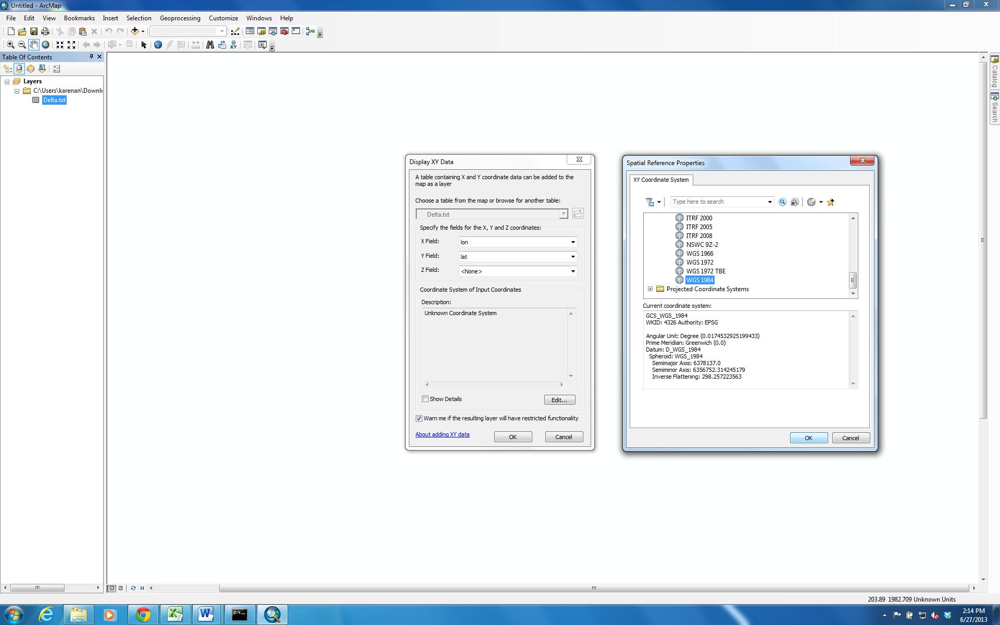 Untitled - ArcMap
File Edit View Bookmarks Insert Selection Geoprocessing Customize Windows Help
Table Of Contents
Layers
C:\Users\karenan\Downl
Delta.txt
Catalog
Search
Display XY Data
A table containing X and Y coordinate data can be added to the
map as a layer
Choose a table from the map or browse for another table:
Delta.txt
Specify the fields for the X, Y and Z coordinates:
X Field: lon
Y Field: lat
Z Field: <None>
Coordinate System of Input Coordinates
Description:
Unknown Coordinate System
Show Details
Edit...
Warn me if the resulting layer will have restricted functionality
About adding XY data
OK
Cancel
Spatial Reference Properties
XY Coordinate System
Type here to search
ITRF 2000
ITRF 2005
ITRF 2008
NSWC 9Z-2
WGS 1966
WGS 1972
WGS 1972 TBE
WGS 1984
Projected Coordinate Systems
Current coordinate system:
GCS_WGS_1984
WKID: 4326 Authority: EPSG
Angular Unit: Degree (0.0174532925199433)
Prime Meridian: Greenwich (0.0)
Datum: D_WGS_1984
Spheroid: WGS_1984
Semimajor Axis: 6378137.0
Semiminor Axis: 6356752.314245179
Inverse Flattening: 298.257223563
OK
Cancel
203.89 1982.709 Unknown Units
2:14 PM
6/27/2013